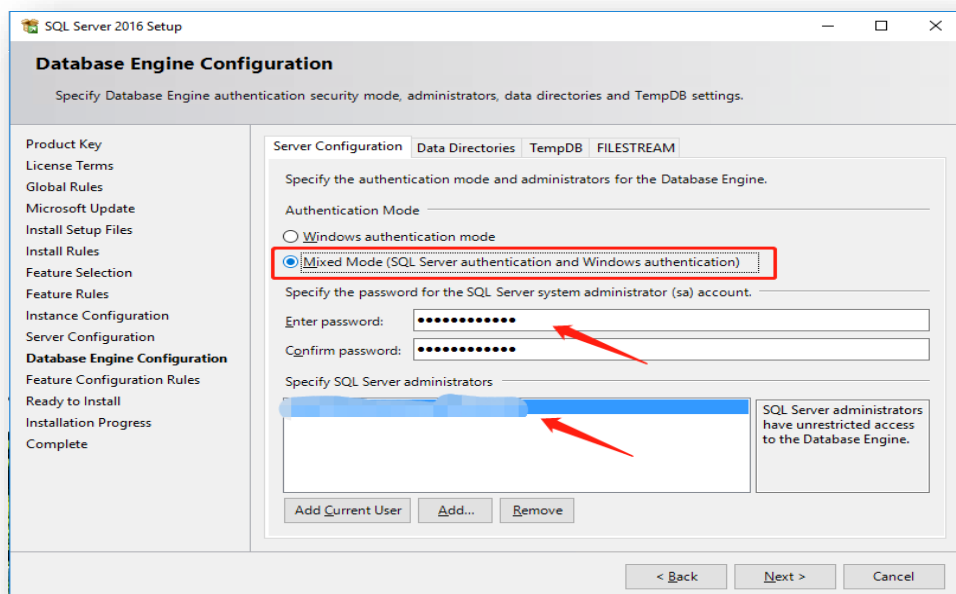 SQL Server 2016 Setup
Database Engine Configuration
Specify Database Engine authentication security mode, administrators, data directories and TempDB settings.
Product Key
License Terms
Global Rules
Microsoft Update
Install Setup Files
Install Rules
Feature Selection
Feature Rules
Instance Configuration
Server Configuration
Database Engine Configuration
Feature Configuration Rules
Ready to Install
Installation Progress
Complete
Server Configuration Data Directories TempDB FILESTREAM
Specify the authentication mode and administrators for the Database Engine.
Authentication Mode
Windows authentication mode
Mixed Mode (SQL Server authentication and Windows authentication)
Specify the password for the SQL Server system administrator (sa) account.
Enter password: ●●●●●●●●●●●●
Confirm password: ●●●●●●●●●●●●
Specify SQL Server administrators
SQL Server administrators
have unrestricted access
to the Database Engine.
Add Current User Add... Remove
< Back Next > Cancel